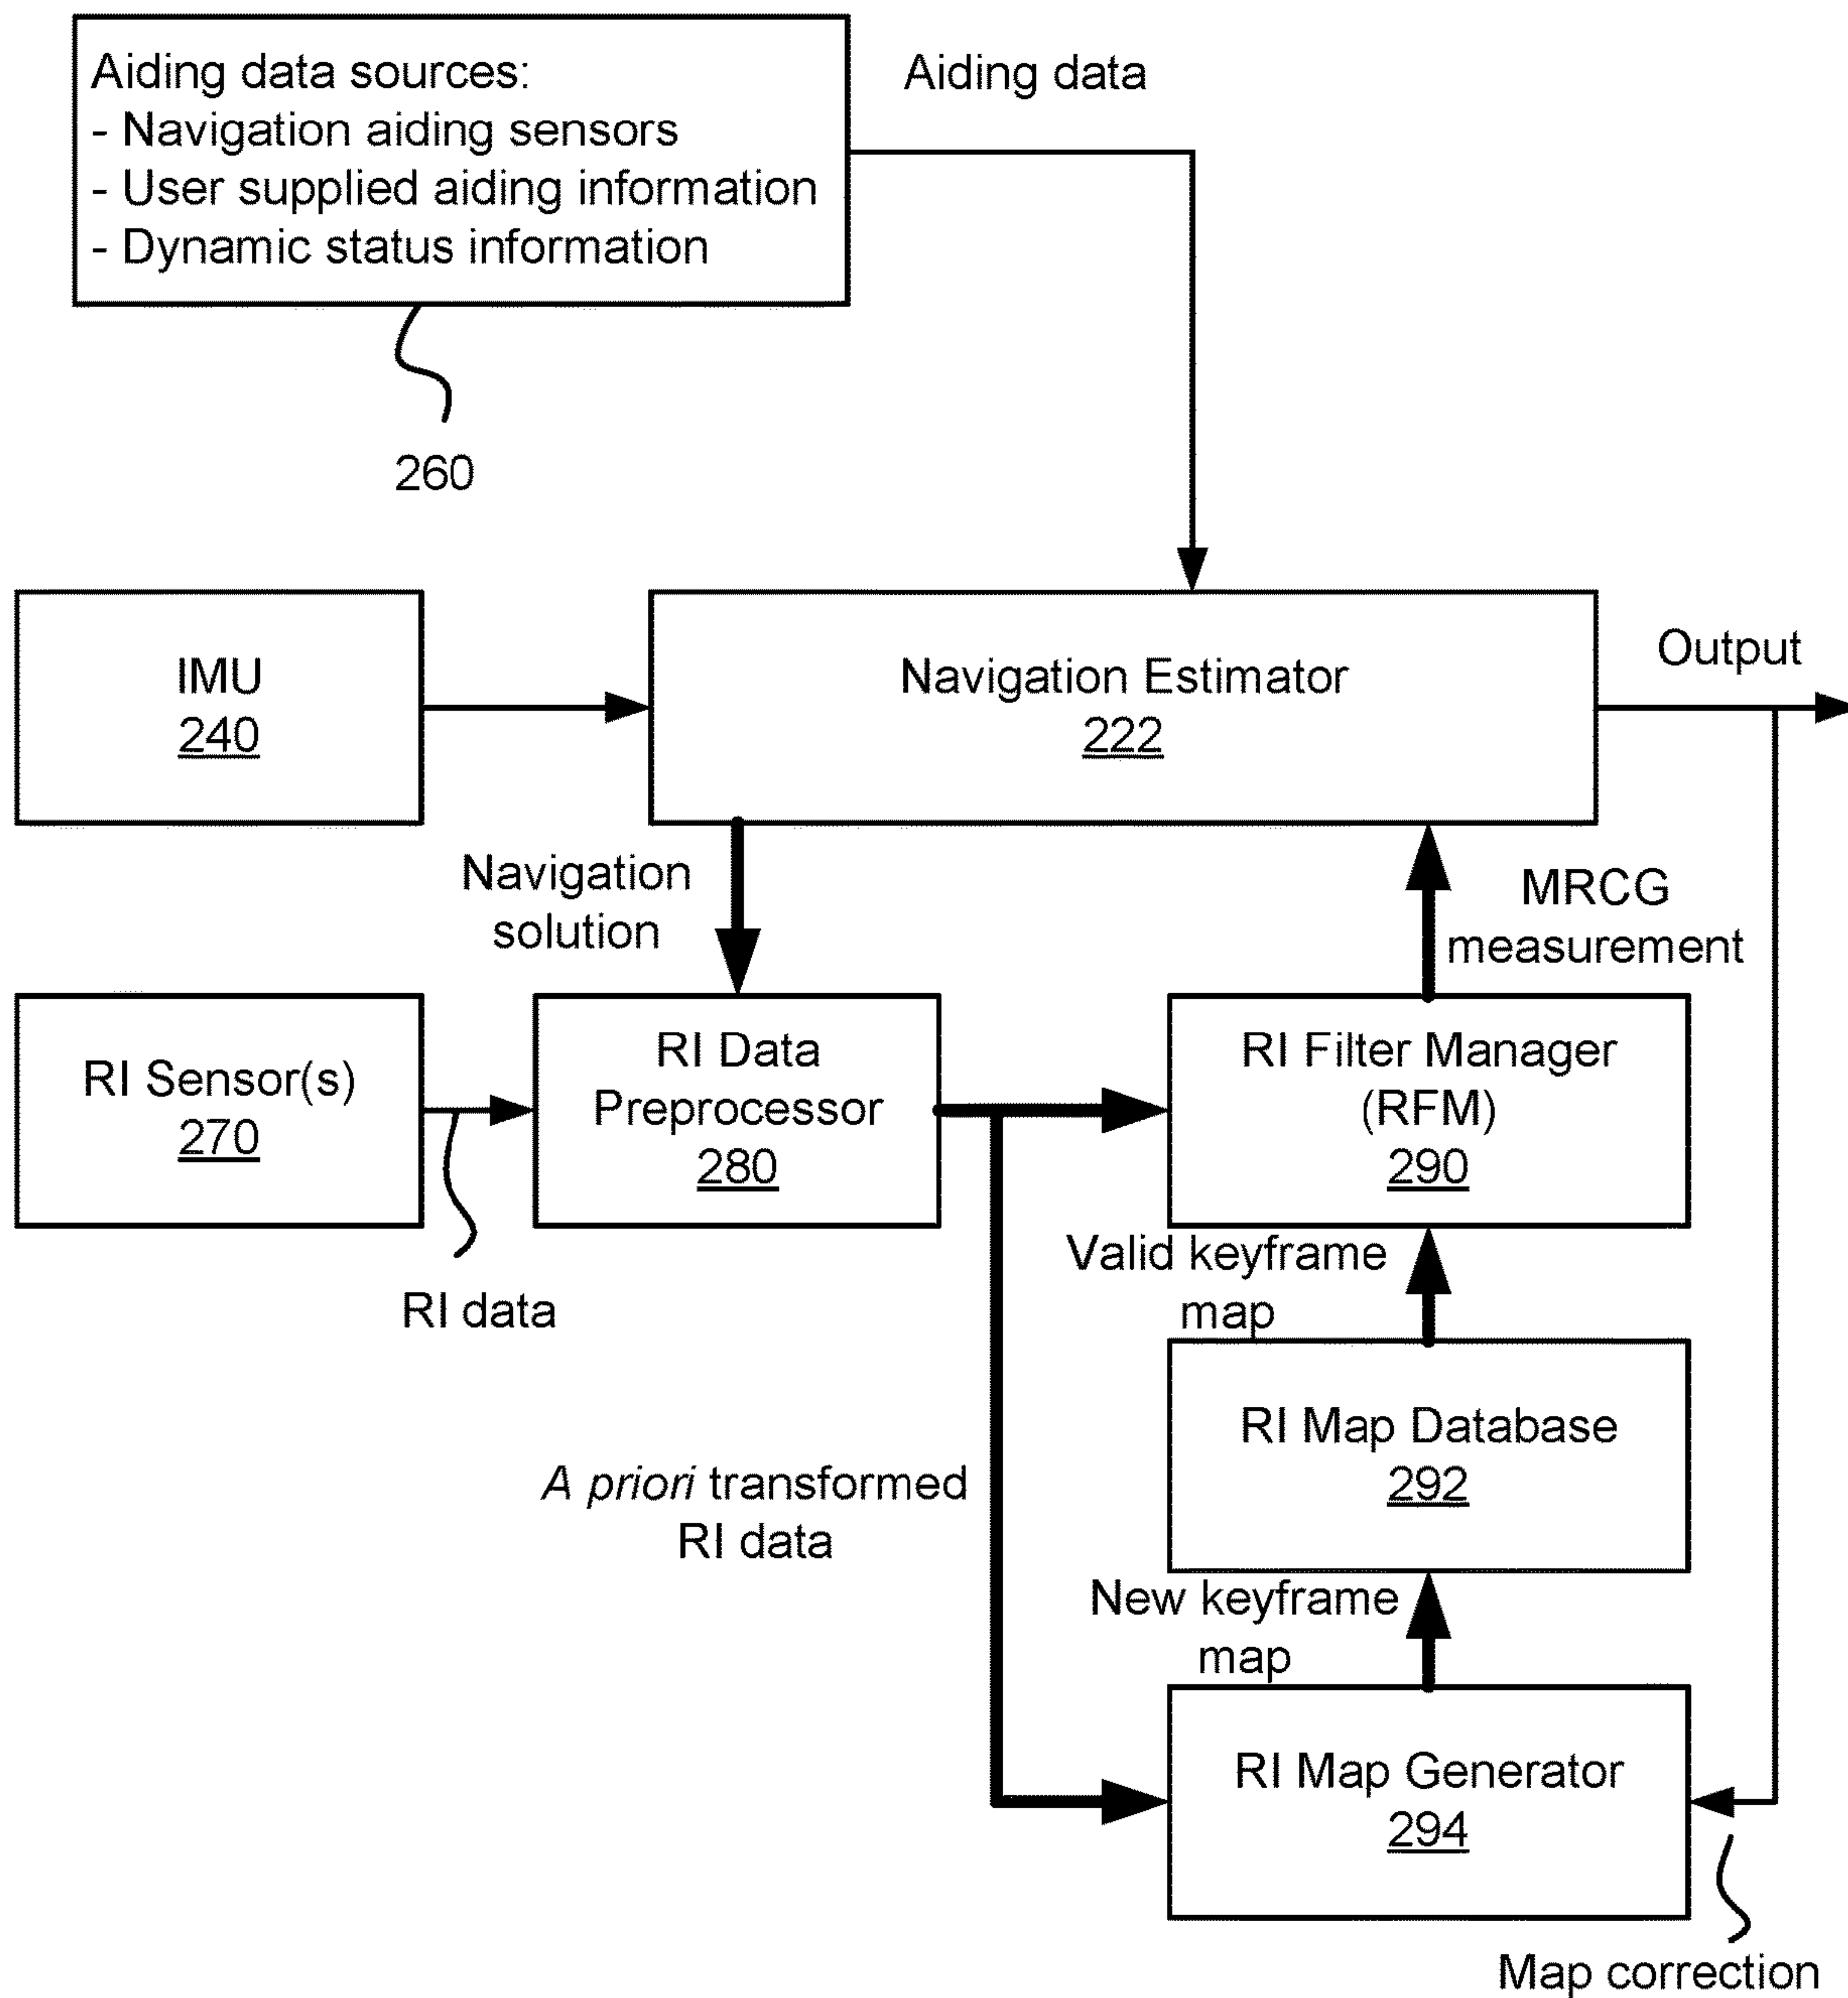 Aiding data sources:
- Navigation aiding sensors
- User supplied aiding information
- Dynamic status information
Aiding data
260
IMU
240
Navigation Estimator
222
Output
Navigation
solution
MRCG
measurement
RI Sensor(s)
270
RI Data
Preprocessor
280
RI Filter Manager
(RFM)
290
RI data
Valid keyframe
map
RI Map Database
292
A priori transformed
RI data
New keyframe
map
RI Map Generator
294
Map correction